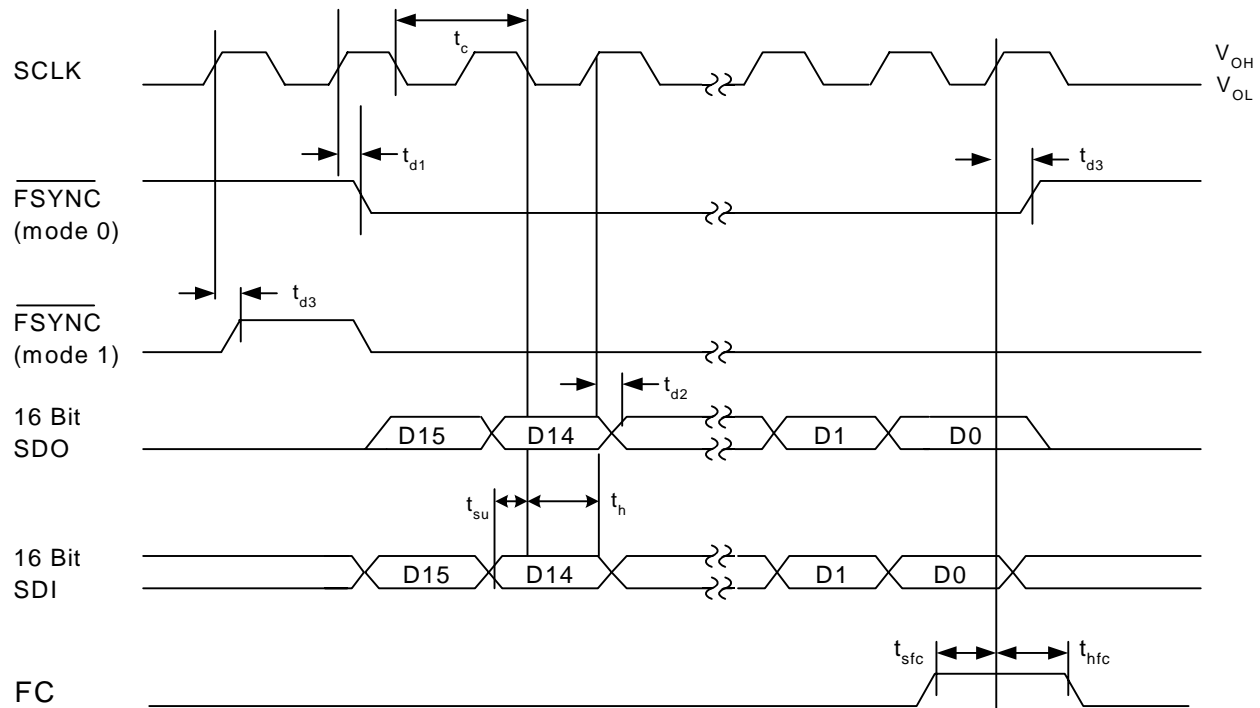 t_c
SCLK
V_OH
V_OL
t_d1
t_d3
FSYNC
(mode 0)
t_d3
FSYNC
(mode 1)
t_d2
16 Bit
SDO
D15 D14 D1 D0
t_su t_h
16 Bit
SDI
D15 D14 D1 D0
t_sfc t_hfc
FC